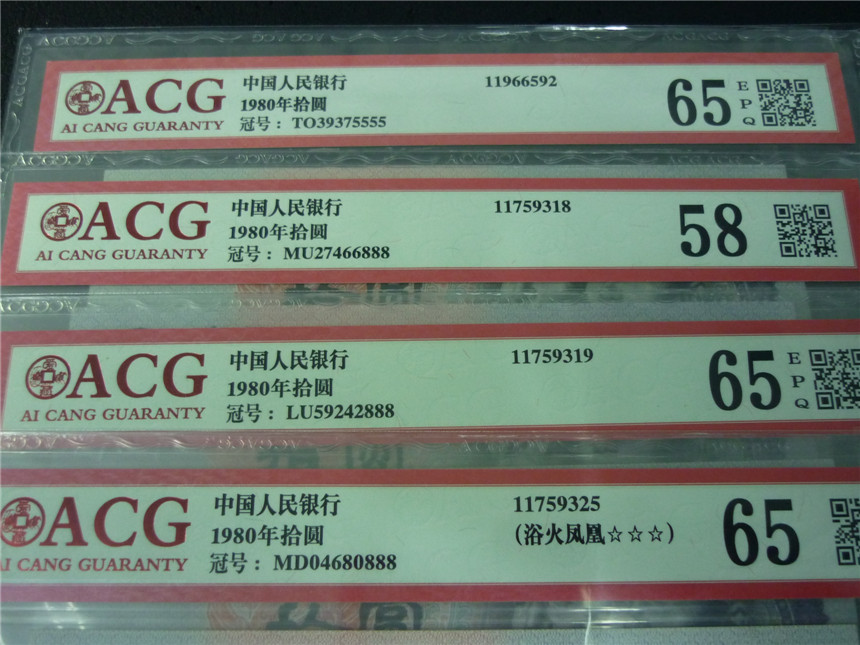 ACG
AI CANG GUARANTY
中国人民银行
1980年拾圆
冠号： TO39375555
11966592
65
EPQ
ACG
AI CANG GUARANTY
中国人民银行
1980年拾圆
冠号： MU27466888
11759318
58
ACG
AI CANG GUARANTY
中国人民银行
1980年拾圆
冠号： LU59242888
11759319
65
EPQ
ACG
AI CANG GUARANTY
中国人民银行
1980年拾圆
冠号： MD04680888
11759325
(浴火凤凰☆☆☆)
65